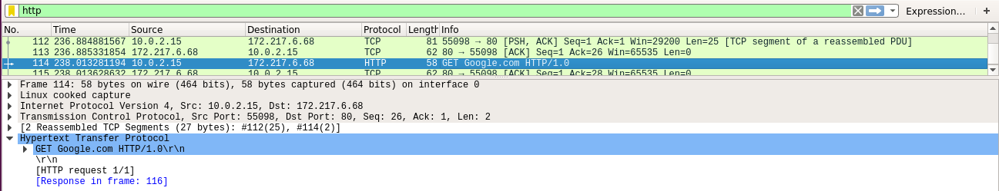 http Expression... +
No. Time Source Destination Protocol Length Info
112 236.884881567 10.0.2.15 172.217.6.68 TCP 81 55098 → 80 [PSH, ACK] Seq=1 Ack=1 Win=29200 Len=25 [TCP segment of a reassembled PDU]
113 236.885331854 172.217.6.68 10.0.2.15 TCP 62 80 → 55098 [ACK] Seq=1 Ack=26 Win=65535 Len=0
114 238.013281194 10.0.2.15 172.217.6.68 HTTP 58 GET Google.com HTTP/1.0
115 238.013628632 172.217.6.68 10.0.2.15 TCP 62 80 → 55098 [ACK] Seq=1 Ack=28 Win=65535 Len=0
Frame 114: 58 bytes on wire (464 bits), 58 bytes captured (464 bits) on interface 0
Linux cooked capture
Internet Protocol Version 4, Src: 10.0.2.15, Dst: 172.217.6.68
Transmission Control Protocol, Src Port: 55098, Dst Port: 80, Seq: 26, Ack: 1, Len: 2
[2 Reassembled TCP Segments (27 bytes): #112(25), #114(2)]
Hypertext Transfer Protocol
GET Google.com HTTP/1.0\r\n
\r\n
[HTTP request 1/1]
[Response in frame: 116]